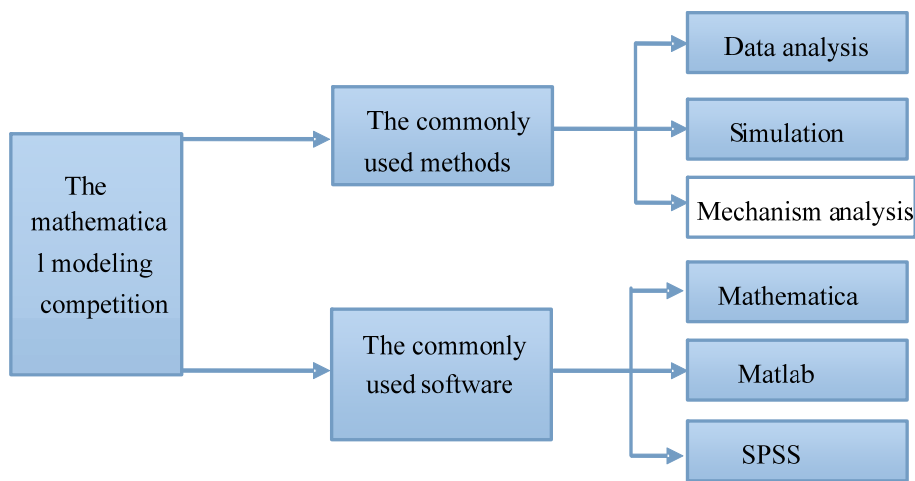 The
mathematica
l modeling
competition
The commonly
used methods
Data analysis
Simulation
Mechanism analysis
The commonly
used software
Mathematica
Matlab
SPSS